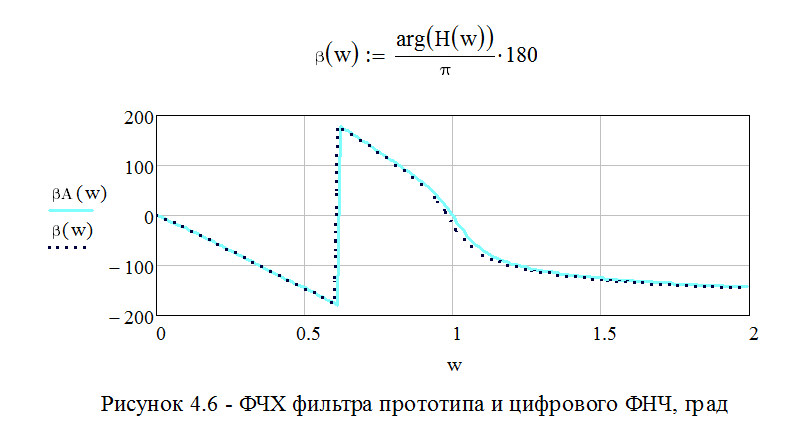 β(w) := arg(H(w)) / π · 180
200
100
0
−100
−200
βA(w)
β(w)
0 0.5 1 1.5 2
w
Рисунок 4.6 - ФЧХ фильтра прототипа и цифрового ФНЧ, град